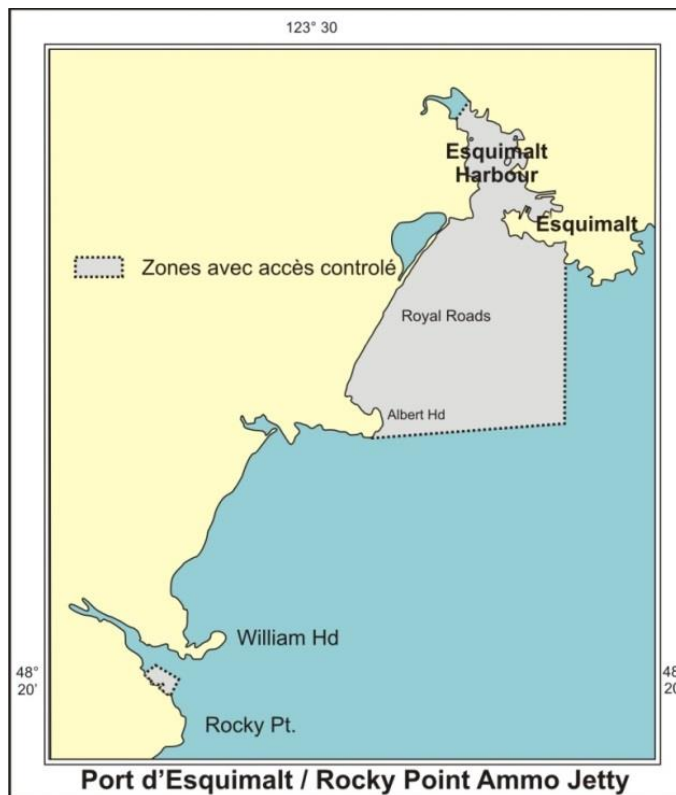 123° 30
Esquimalt
Harbour
Esquimalt
Zones avec accès controlé
Royal Roads
Albert Hd
William Hd
48°
20'
48
20
Rocky Pt.
Port d'Esquimalt / Rocky Point Ammo Jetty